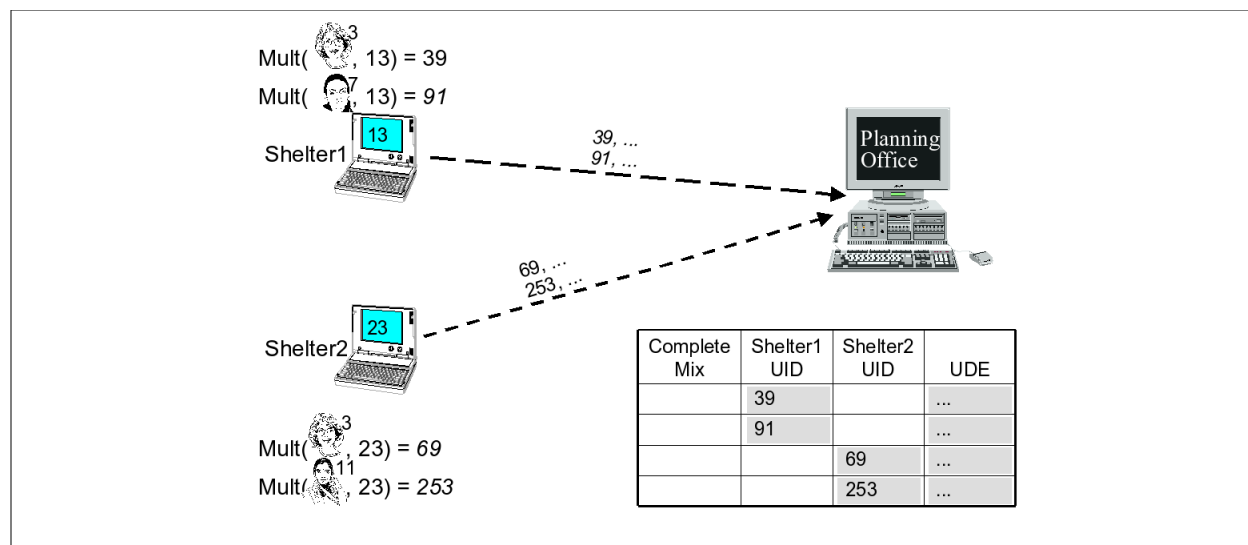 Mult( 3, 13) = 39
Mult( 7, 13) = 91
13
Shelter1
39, ...
91, ...
Planning
Office
69, ...
253, ...
23
Shelter2
Mult( 3, 23) = 69
Mult( 11, 23) = 253
Complete Mix Shelter1 UID Shelter2 UID UDE
39 ...
91 ...
69 ...
253 ...